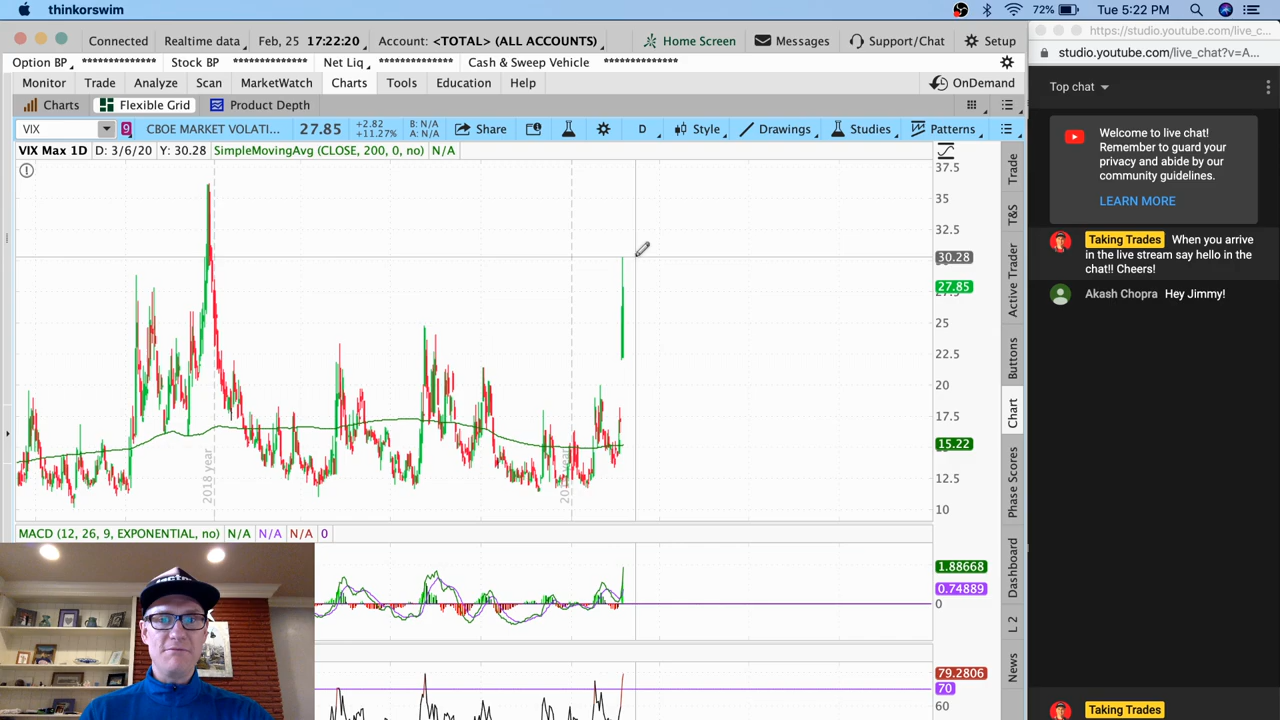 thinkorswim
72%
Tue 5:22 PM
Connected
Realtime data
Feb, 25
17:22:20
Account: <TOTAL> (ALL ACCOUNTS)
Home Screen
Messages
Support/Chat
Setup
Option BP
**************
Stock BP
**************
Net Liq
**************
Cash & Sweep Vehicle
**************
Monitor
Trade
Analyze
Scan
MarketWatch
Charts
Tools
Education
Help
OnDemand
Charts
Flexible Grid
Product Depth
VIX
9
CBOE MARKET VOLATI...
27.85
+2.82
+11.27%
B: N/A
A: N/A
Share
D
Style
Drawings
Studies
Patterns
VIX Max 1D
D: 3/6/20
Y: 30.28
SimpleMovingAvg (CLOSE, 200, 0, no)
N/A
37.5
35
32.5
30.28
27.85
25
22.5
20
17.5
15.22
12.5
10
2018 year
MACD (12, 26, 9, EXPONENTIAL, no)
N/A
N/A
N/A
0
1.88668
0.74889
0
79.2806
70
60
Trade
T&S
Active Trader
Buttons
Chart
Phase Scores
Dashboard
L 2
News
https://studio.youtube.com/live_c...
studio.youtube.com/live_chat?v=A...
Top chat
Welcome to live chat!
Remember to guard your
privacy and abide by our
community guidelines.
LEARN MORE
Taking Trades When you arrive
in the live stream say hello in the
chat!! Cheers!
Akash Chopra Hey Jimmy!
Taking Trades